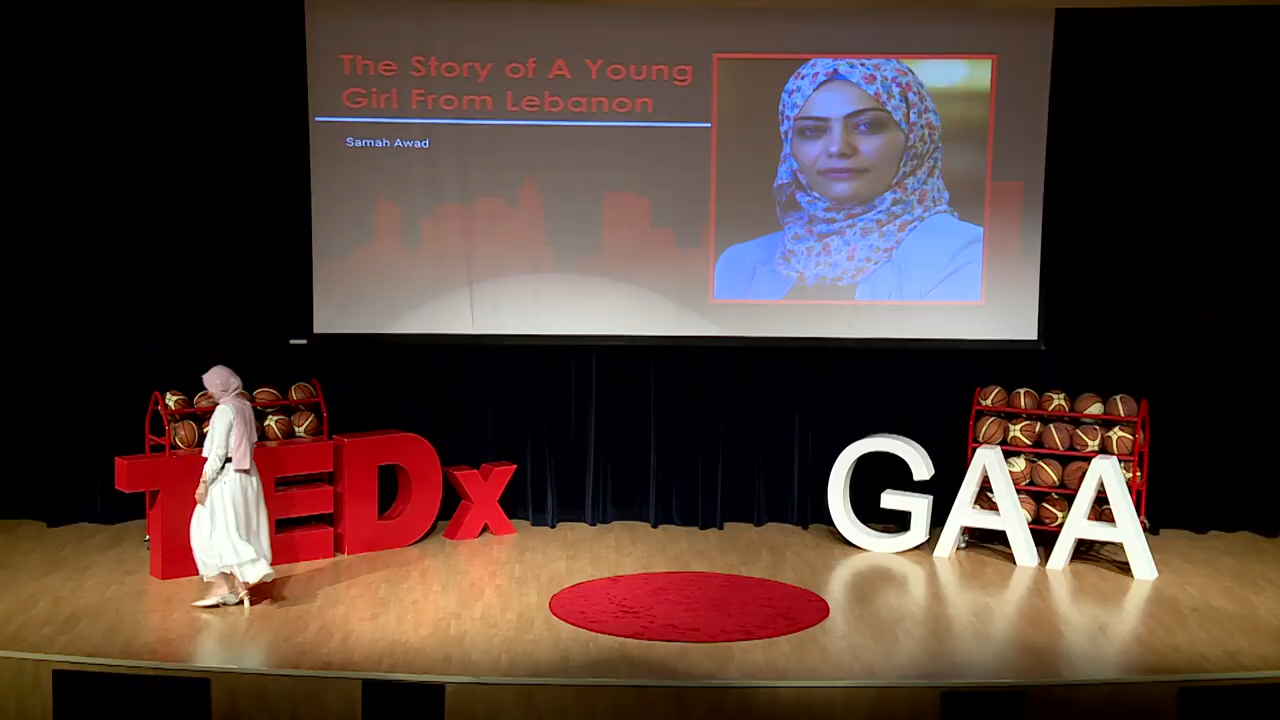 The Story of A Young
Girl From Lebanon
Samah Awad
TEDx
GAA